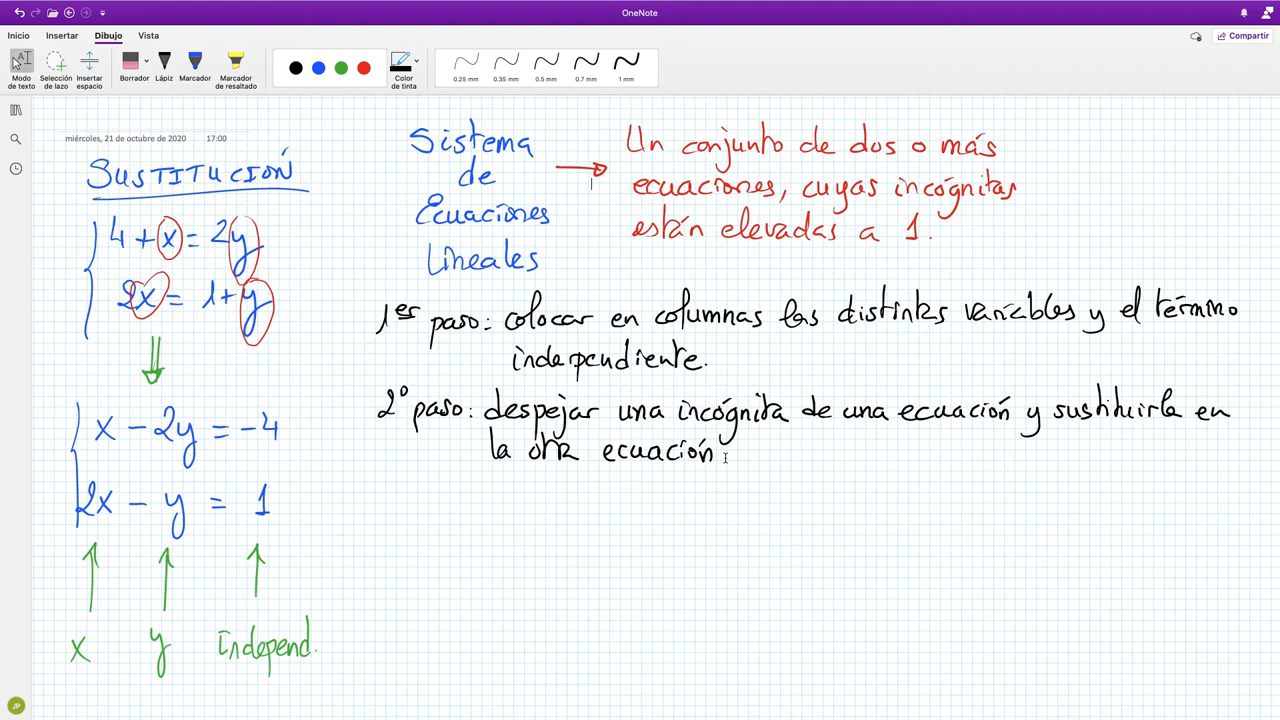 OneNote
Inicio Insertar Dibujo Vista
Compartir
Modo de texto
Selección de lazo
Insertar espacio
Borrador
Lápiz
Marcador
Marcador de resaltado
Color de tinta
0.25 mm 0.35 mm 0.5 mm 0.7 mm 1 mm
miércoles, 21 de octubre de 2020 17:00
SUSTITUCIÓN
4 + x = 2y
2x = 1 + y
x - 2y = -4
2x - y = 1
x y Independ.
Sistema
de
Ecuaciones
Lineales
Un conjunto de dos o más
ecuaciones, cuyas incógnitas
están elevadas a 1.
1er paso: colocar en columnas las distintas variables y el término
independiente.
2º paso: despejar una incógnita de una ecuación y sustituirla en
la otra ecuación
JP